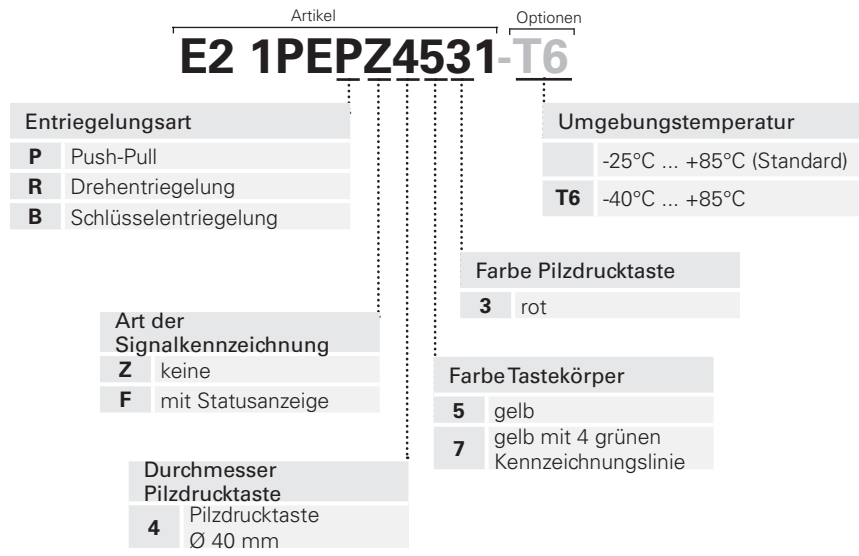 Artikel
Optionen
E2 1PEPZ4531-T6
Entriegelungsart
P Push-Pull
R Drehentriegelung
B Schlüsselentriegelung
Umgebungstemperatur
-25°C ... +85°C (Standard)
T6 -40°C ... +85°C
Farbe Pilzdrucktaste
3 rot
Art der
Signalkennzeichnung
Z keine
F mit Statusanzeige
Farbe Tastekörper
5 gelb
7 gelb mit 4 grünen
Kennzeichnungslinie
Durchmesser
Pilzdrucktaste
4 Pilzdrucktaste
Ø 40 mm